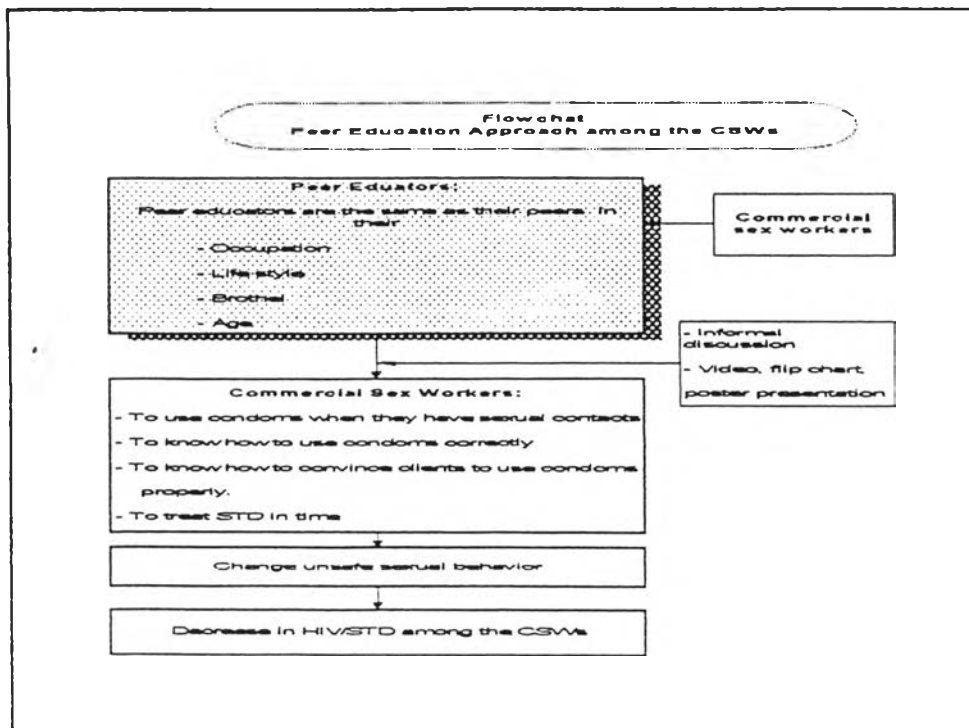 Flowchat
Peer Education Approach among the CSWs
Peer Eduators:
Peer educators are the same as their peers. In
their
- Occupation
- Life style
- Brothel
- Age
Commercial
sex workers
- Informal
discussion
- Video, flip chart,
poster presentation
Commercial Sex Workers:
- To use condoms when they have sexual contacts
- To know how to use condoms correctly
- To know how to convince clients to use condoms
properly.
- To treat STD in time
Change unsafe sexual behavior
Decrease in HIV/STD among the CSWs